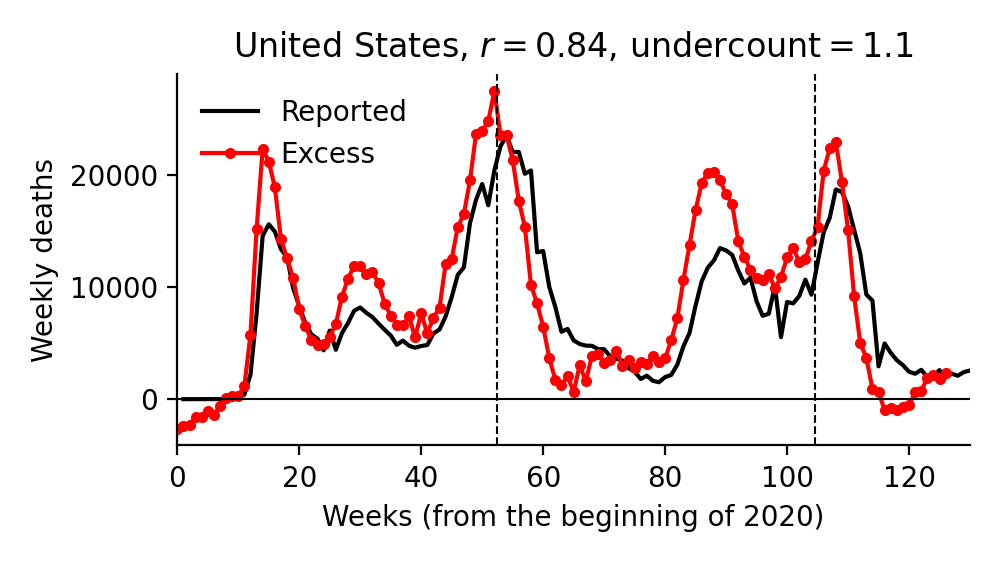 United States, r = 0.84, undercount = 1.1
Reported
Excess
Weekly deaths
20000
10000
0
0 20 40 60 80 100 120
Weeks (from the beginning of 2020)